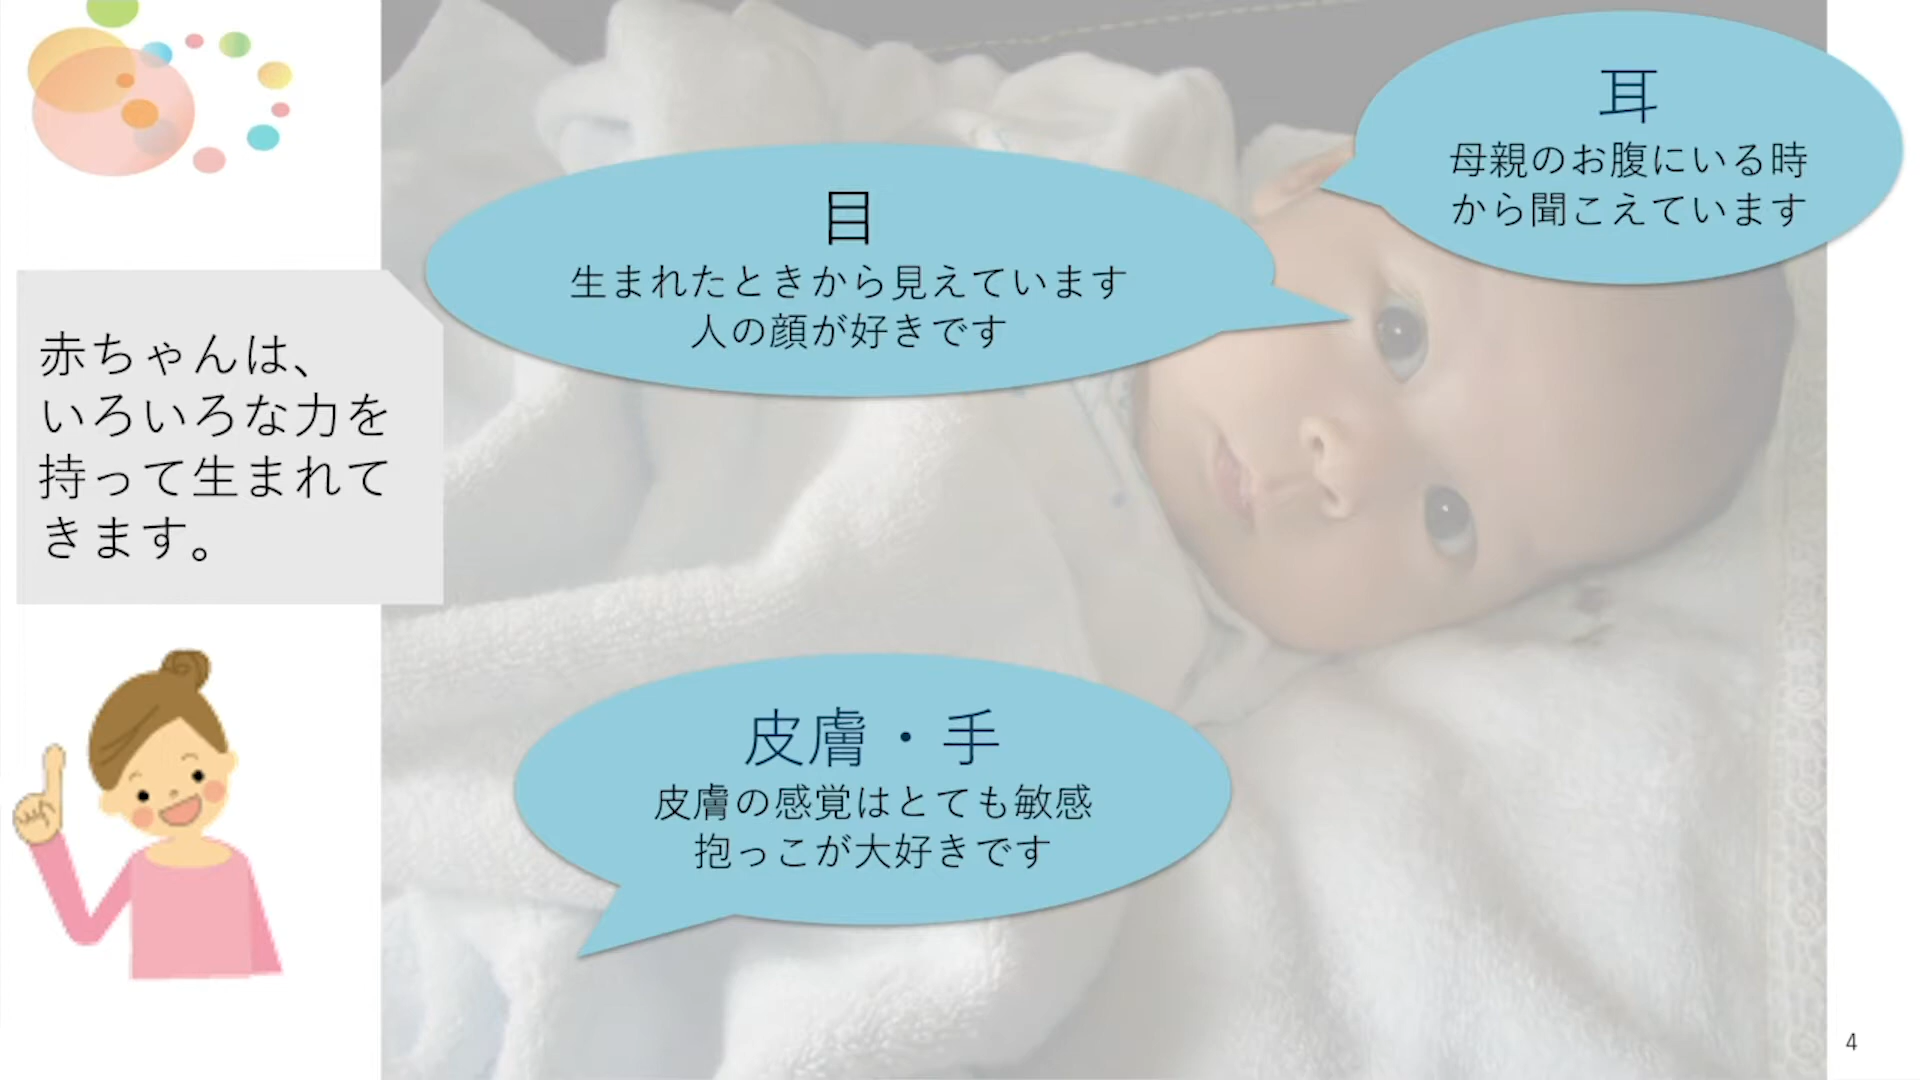 赤ちゃんは、
いろいろな力を
持って生まれて
きます。
耳
母親のお腹にいる時
から聞こえています
目
生まれたときから見えています
人の顔が好きです
皮膚・手
皮膚の感覚はとても敏感
抱っこが大好きです
4